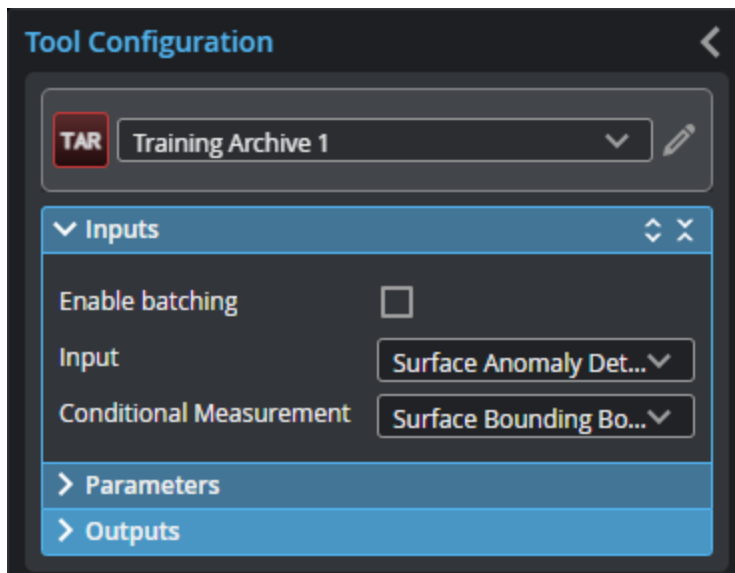 Tool Configuration
TAR Training Archive 1
Inputs
Enable batching
Input Surface Anomaly Det...
Conditional Measurement Surface Bounding Bo...
Parameters
Outputs